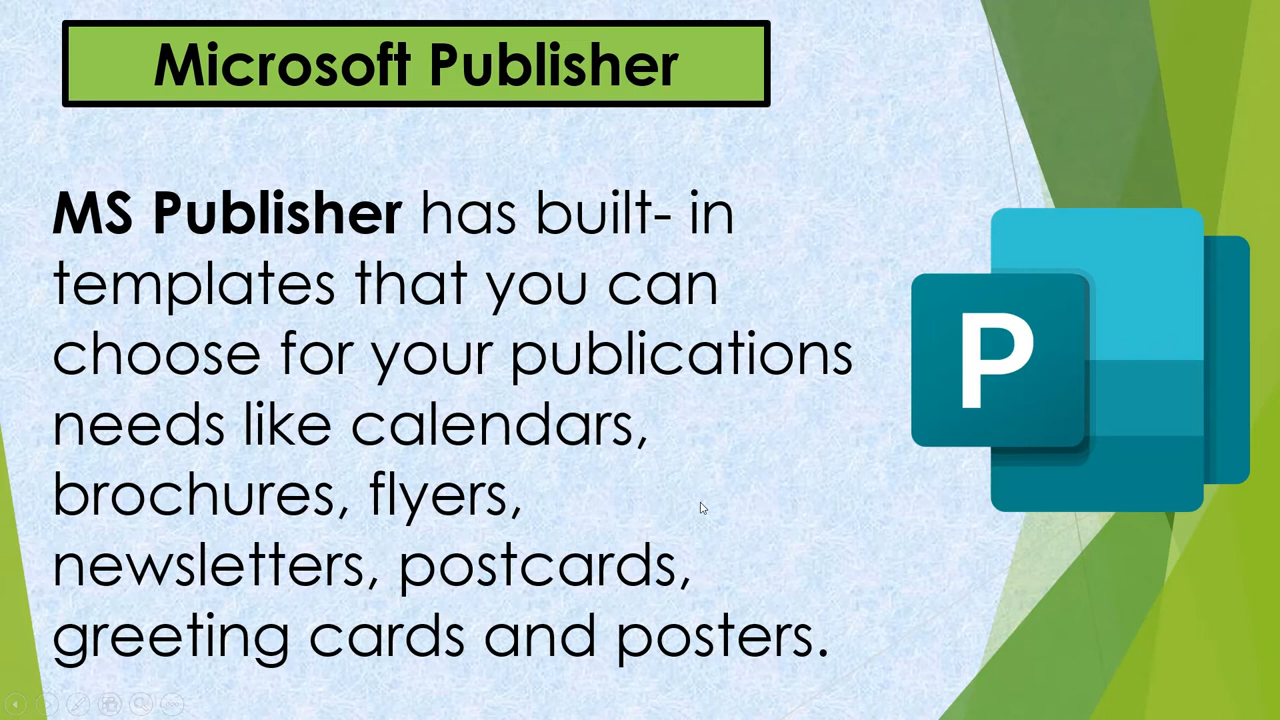 Microsoft Publisher
MS Publisher has built- in
templates that you can
choose for your publications
needs like calendars,
brochures, flyers,
newsletters, postcards,
greeting cards and posters.
P